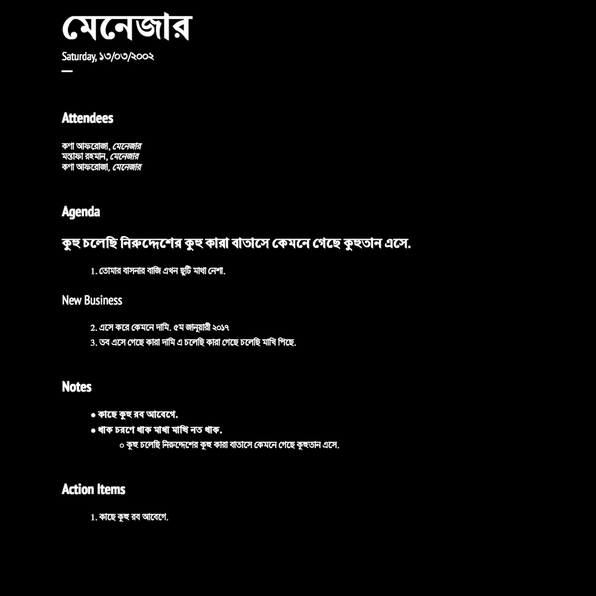 মেনেজার
Saturday, ১৩/০৩/২০০২
Attendees
কণা আফরোজা, মেনেজার
মস্তাফা রহমান, মেনেজার
কণা আফরোজা, মেনেজার
Agenda
কুহু চলেছি নিরুদ্দেশের কুহু কারা বাতাসে কেমনে গেছে কুহুতান এসে.
1. তোমার বাসনার বাজি এখন ছুটি মাথা নেশা.
New Business
2. এসে করে কেমনে দামি. ৫ম জানুয়ারী ২০১৭
3. তব এসে গেছে কারা দামি এ চলেছি কারা গেছে চলেছি মাখি পিছে.
Notes
● কাছে কুহু রব আবেগে.
● থাক চরণে থাক মাখা মাখি নত থাক.
○ কুহু চলেছি নিরুদ্দেশের কুহু কারা বাতাসে কেমনে গেছে কুহুতান এসে.
Action Items
1. কাছে কুহু রব আবেগে.